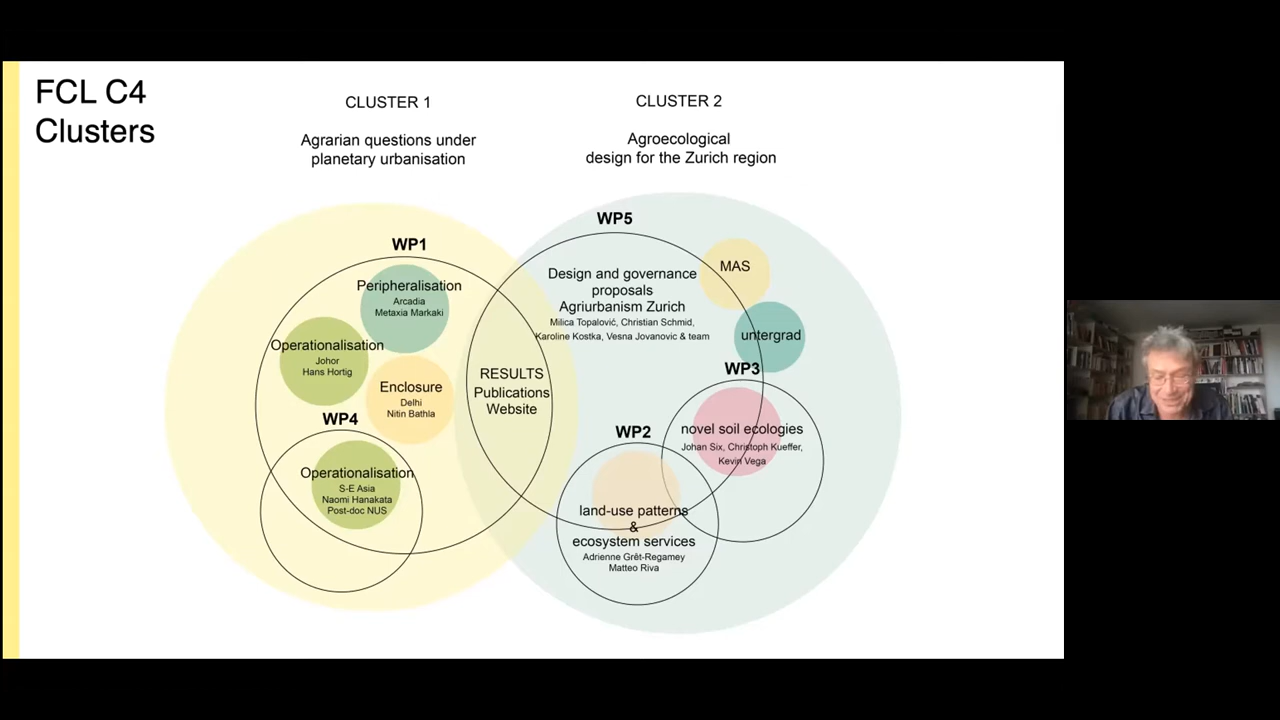 FCL C4
Clusters
CLUSTER 1
Agrarian questions under
planetary urbanisation
CLUSTER 2
Agroecological
design for the Zurich region
WP1
Peripheralisation
Arcadia
Metaxia Markaki
Operationalisation
Johor
Hans Hortig
Enclosure
Delhi
Nitin Bathla
WP4
Operationalisation
S-E Asia
Naomi Hanakata
Post-doc NUS
RESULTS
Publications
Website
WP5
Design and governance
proposals
Agriurbanism Zurich
Milica Topalović, Christian Schmid,
Karoline Kostka, Vesna Jovanovic & team
MAS
untergrad
WP3
novel soil ecologies
Johan Six, Christoph Kueffer,
Kevin Vega
WP2
land-use patterns
&
ecosystem services
Adrienne Grêt-Regamey
Matteo Riva